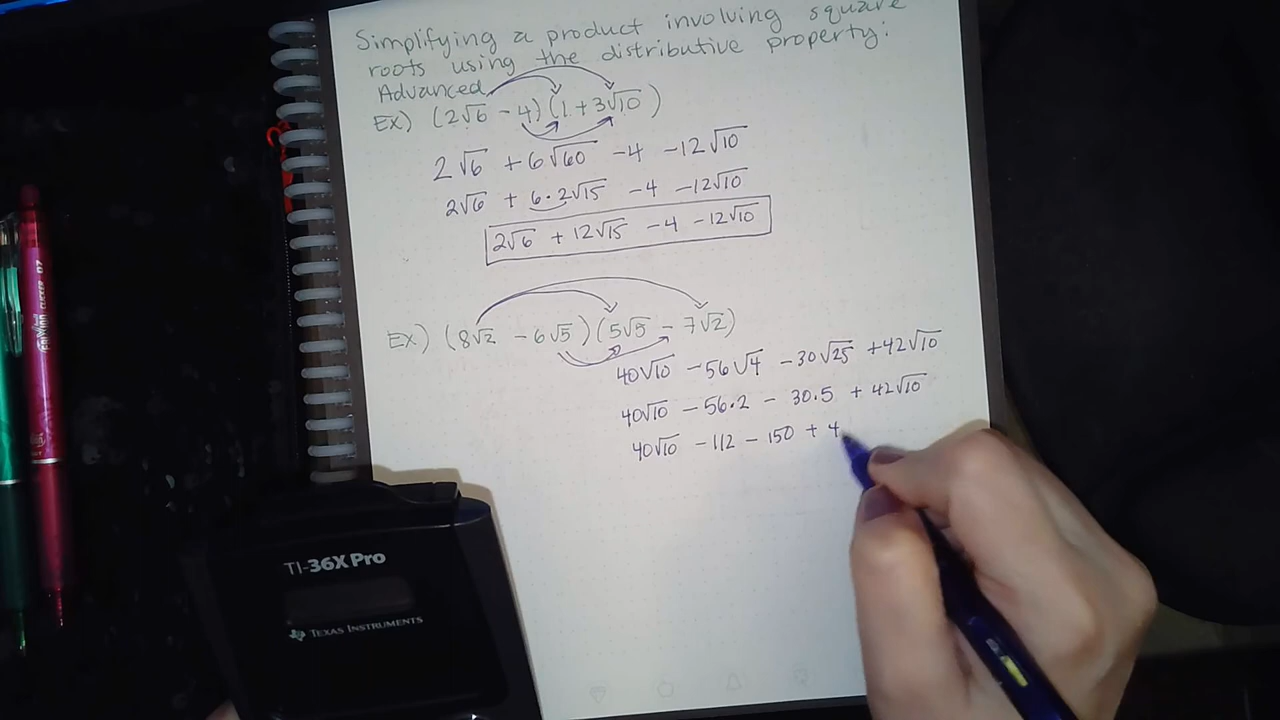 Simplifying a product involving square
roots using the distributive property:
Advanced
EX) (2√6 - 4)(1 + 3√10)
2√6 + 6√60 -4 -12√10
2√6 + 6•2√15 -4 -12√10
2√6 + 12√15 -4 -12√10
EX) (8√2 - 6√5)(5√5 - 7√2)
40√10 -56√4 -30√25 +42√10
40√10 -56•2 - 30•5 + 42√10
40√10 -112 - 150 + 4
TI-36X Pro
TEXAS INSTRUMENTS